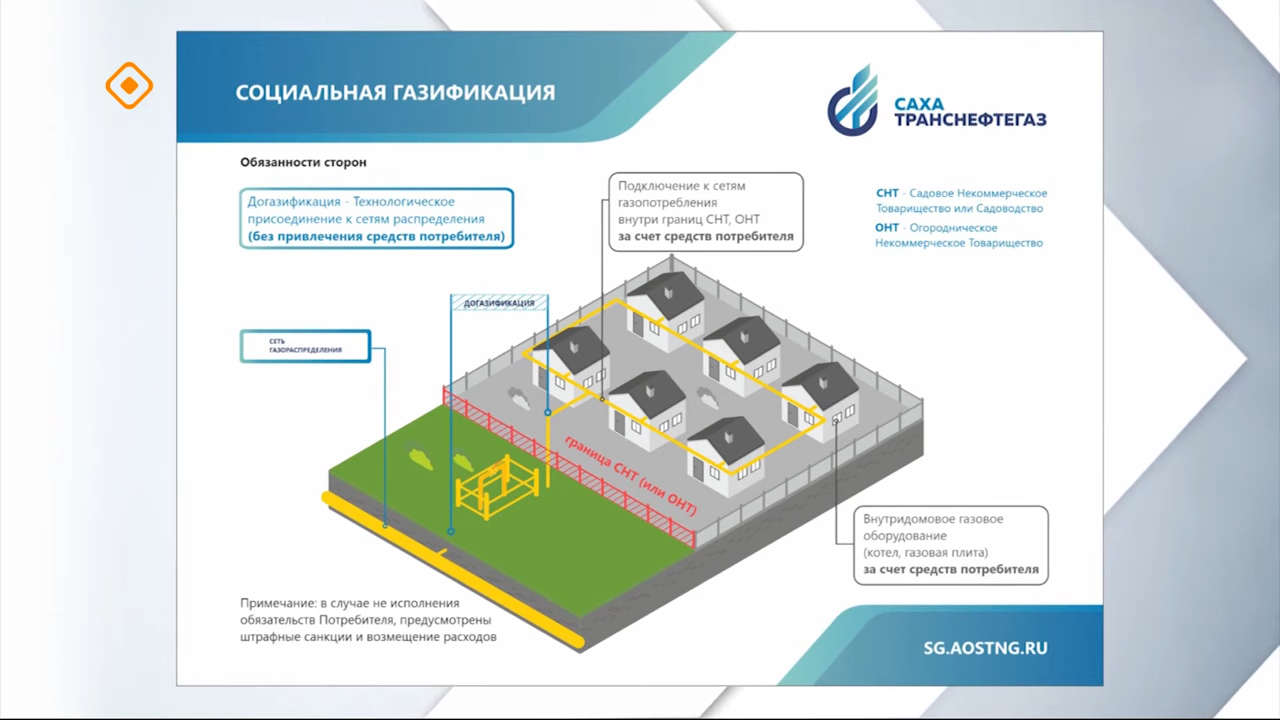 СОЦИАЛЬНАЯ ГАЗИФИКАЦИЯ
САХА
ТРАНСНЕФТЕГАЗ
Обязанности сторон
Догазификация - Технологическое
присоединение к сетям распределения
(без привлечения средств потребителя)
Подключение к сетям
газопотребления
внутри границ СНТ, ОНТ
за счет средств потребителя
СНТ - Садовое Некоммерческое
Товарищество или Садоводство
ОНТ - Огородническое
Некоммерческое Товарищество
ДОГАЗИФИКАЦИЯ
СЕТЬ
ГАЗОРАСПРЕДЕЛЕНИЯ
граница СНТ (или ОНТ)
Внутридомовое газовое
оборудование
(котел, газовая плита)
за счет средств потребителя
Примечание: в случае не исполнения
обязательств Потребителя, предусмотрены
штрафные санкции и возмещение расходов
SG.AOSTNG.RU